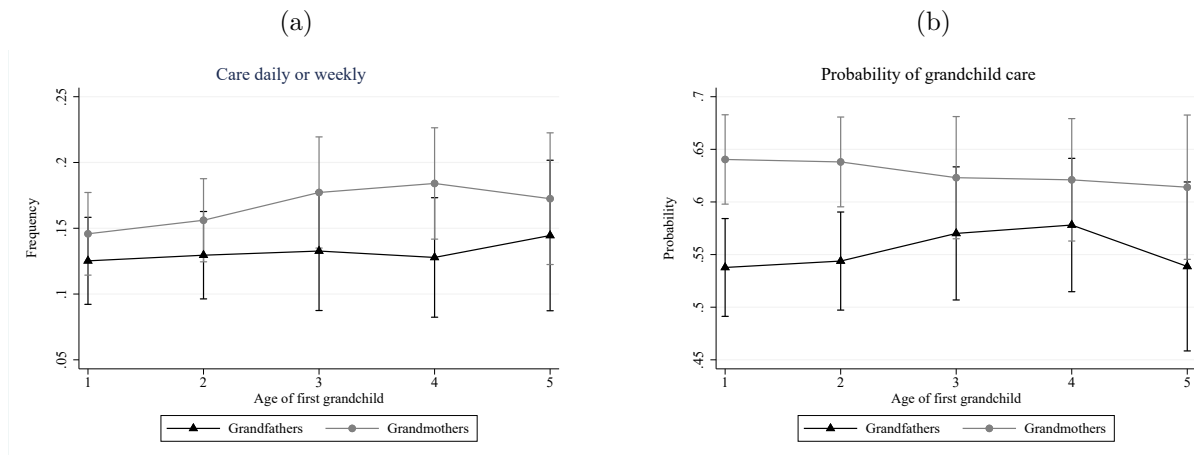 (a)
Care daily or weekly
Frequency
.25
.2
.15
.1
.05
1 2 3 4 5
Age of first grandchild
Grandfathers Grandmothers
(b)
Probability of grandchild care
Probability
.7
.65
.6
.55
.5
.45
1 2 3 4 5
Age of first grandchild
Grandfathers Grandmothers